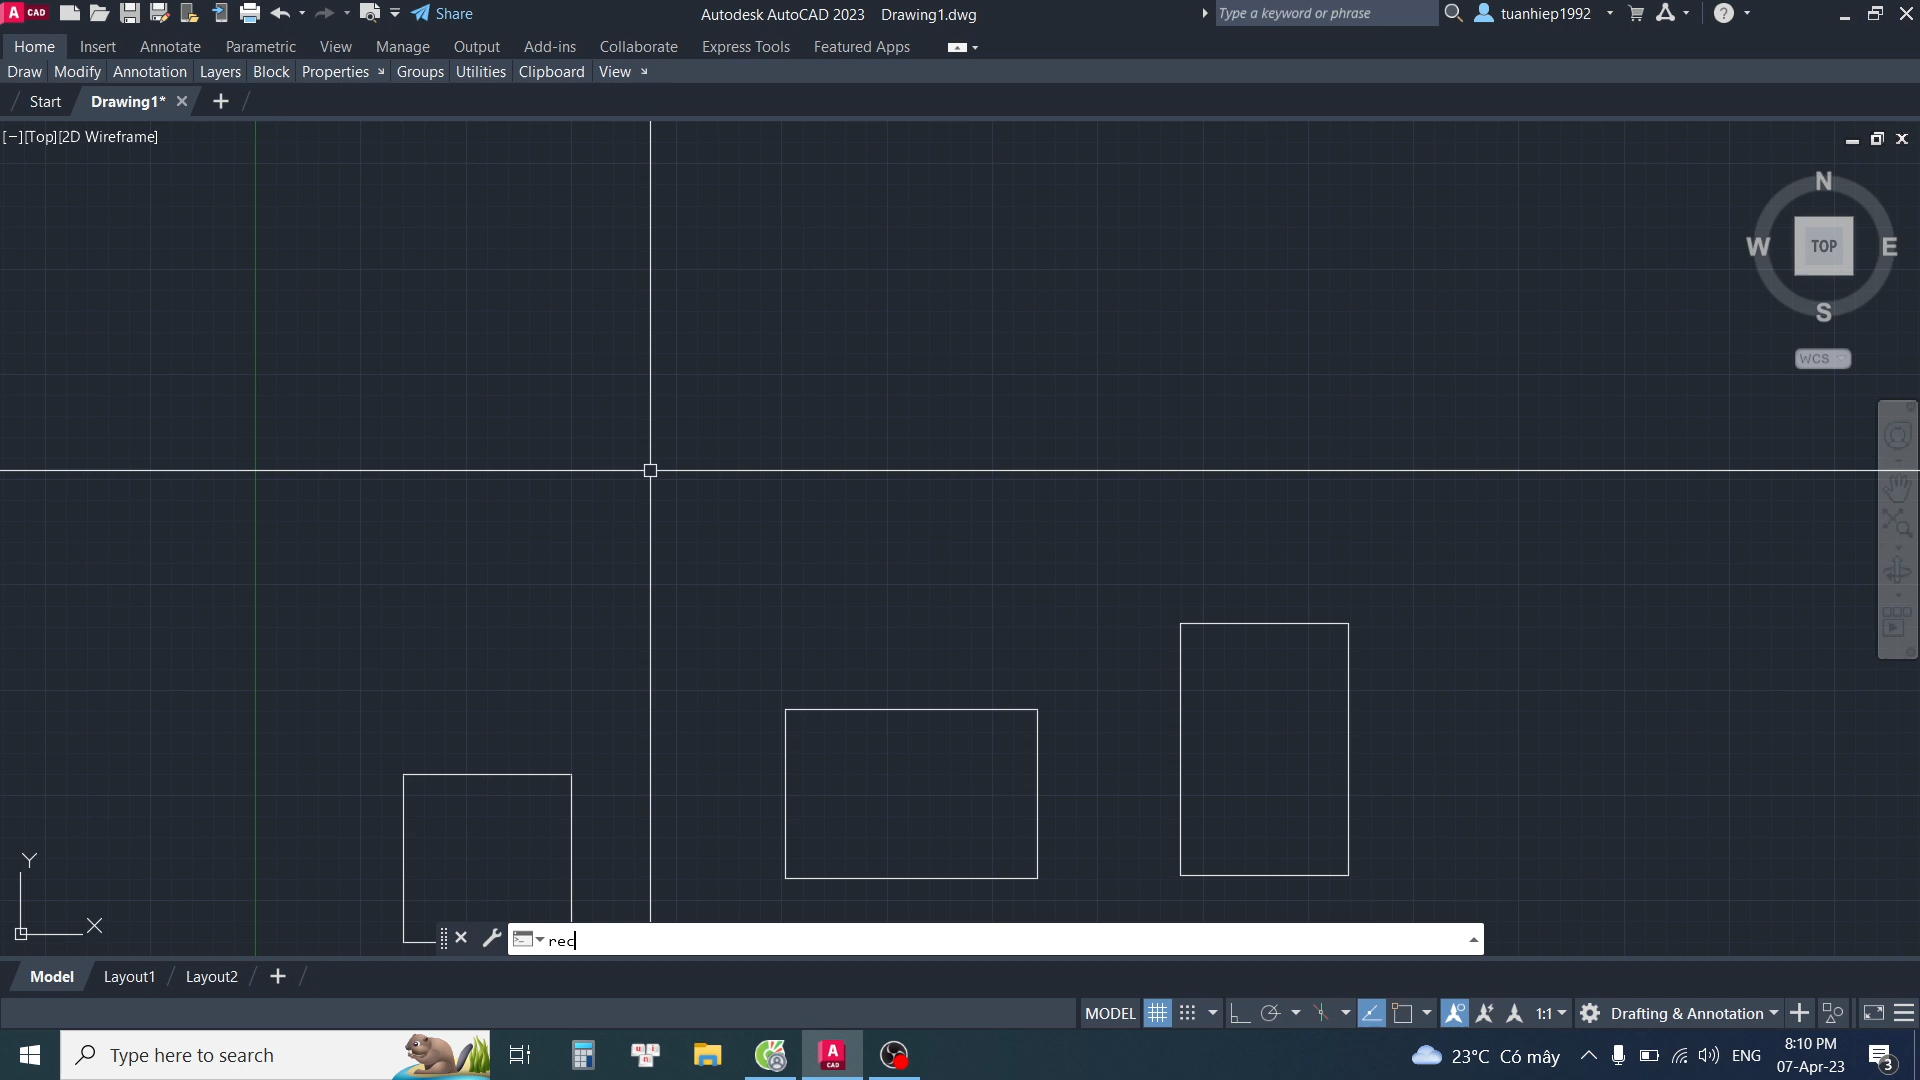 A CAD Share Autodesk AutoCAD 2023 Drawing1.dwg Type a keyword or phrase tuanhiep1992
Home Insert Annotate Parametric View Manage Output Add-ins Collaborate Express Tools Featured Apps
Draw Modify Annotation Layers Block Properties Groups Utilities Clipboard View
Start Drawing1*
[−][Top][2D Wireframe]
N
W TOP E
S
WCS
Y
X
rec
Model Layout1 Layout2
MODEL 1:1 Drafting & Annotation
Type here to search A CAD 23°C Có mây ENG 8:10 PM
07-Apr-23 3